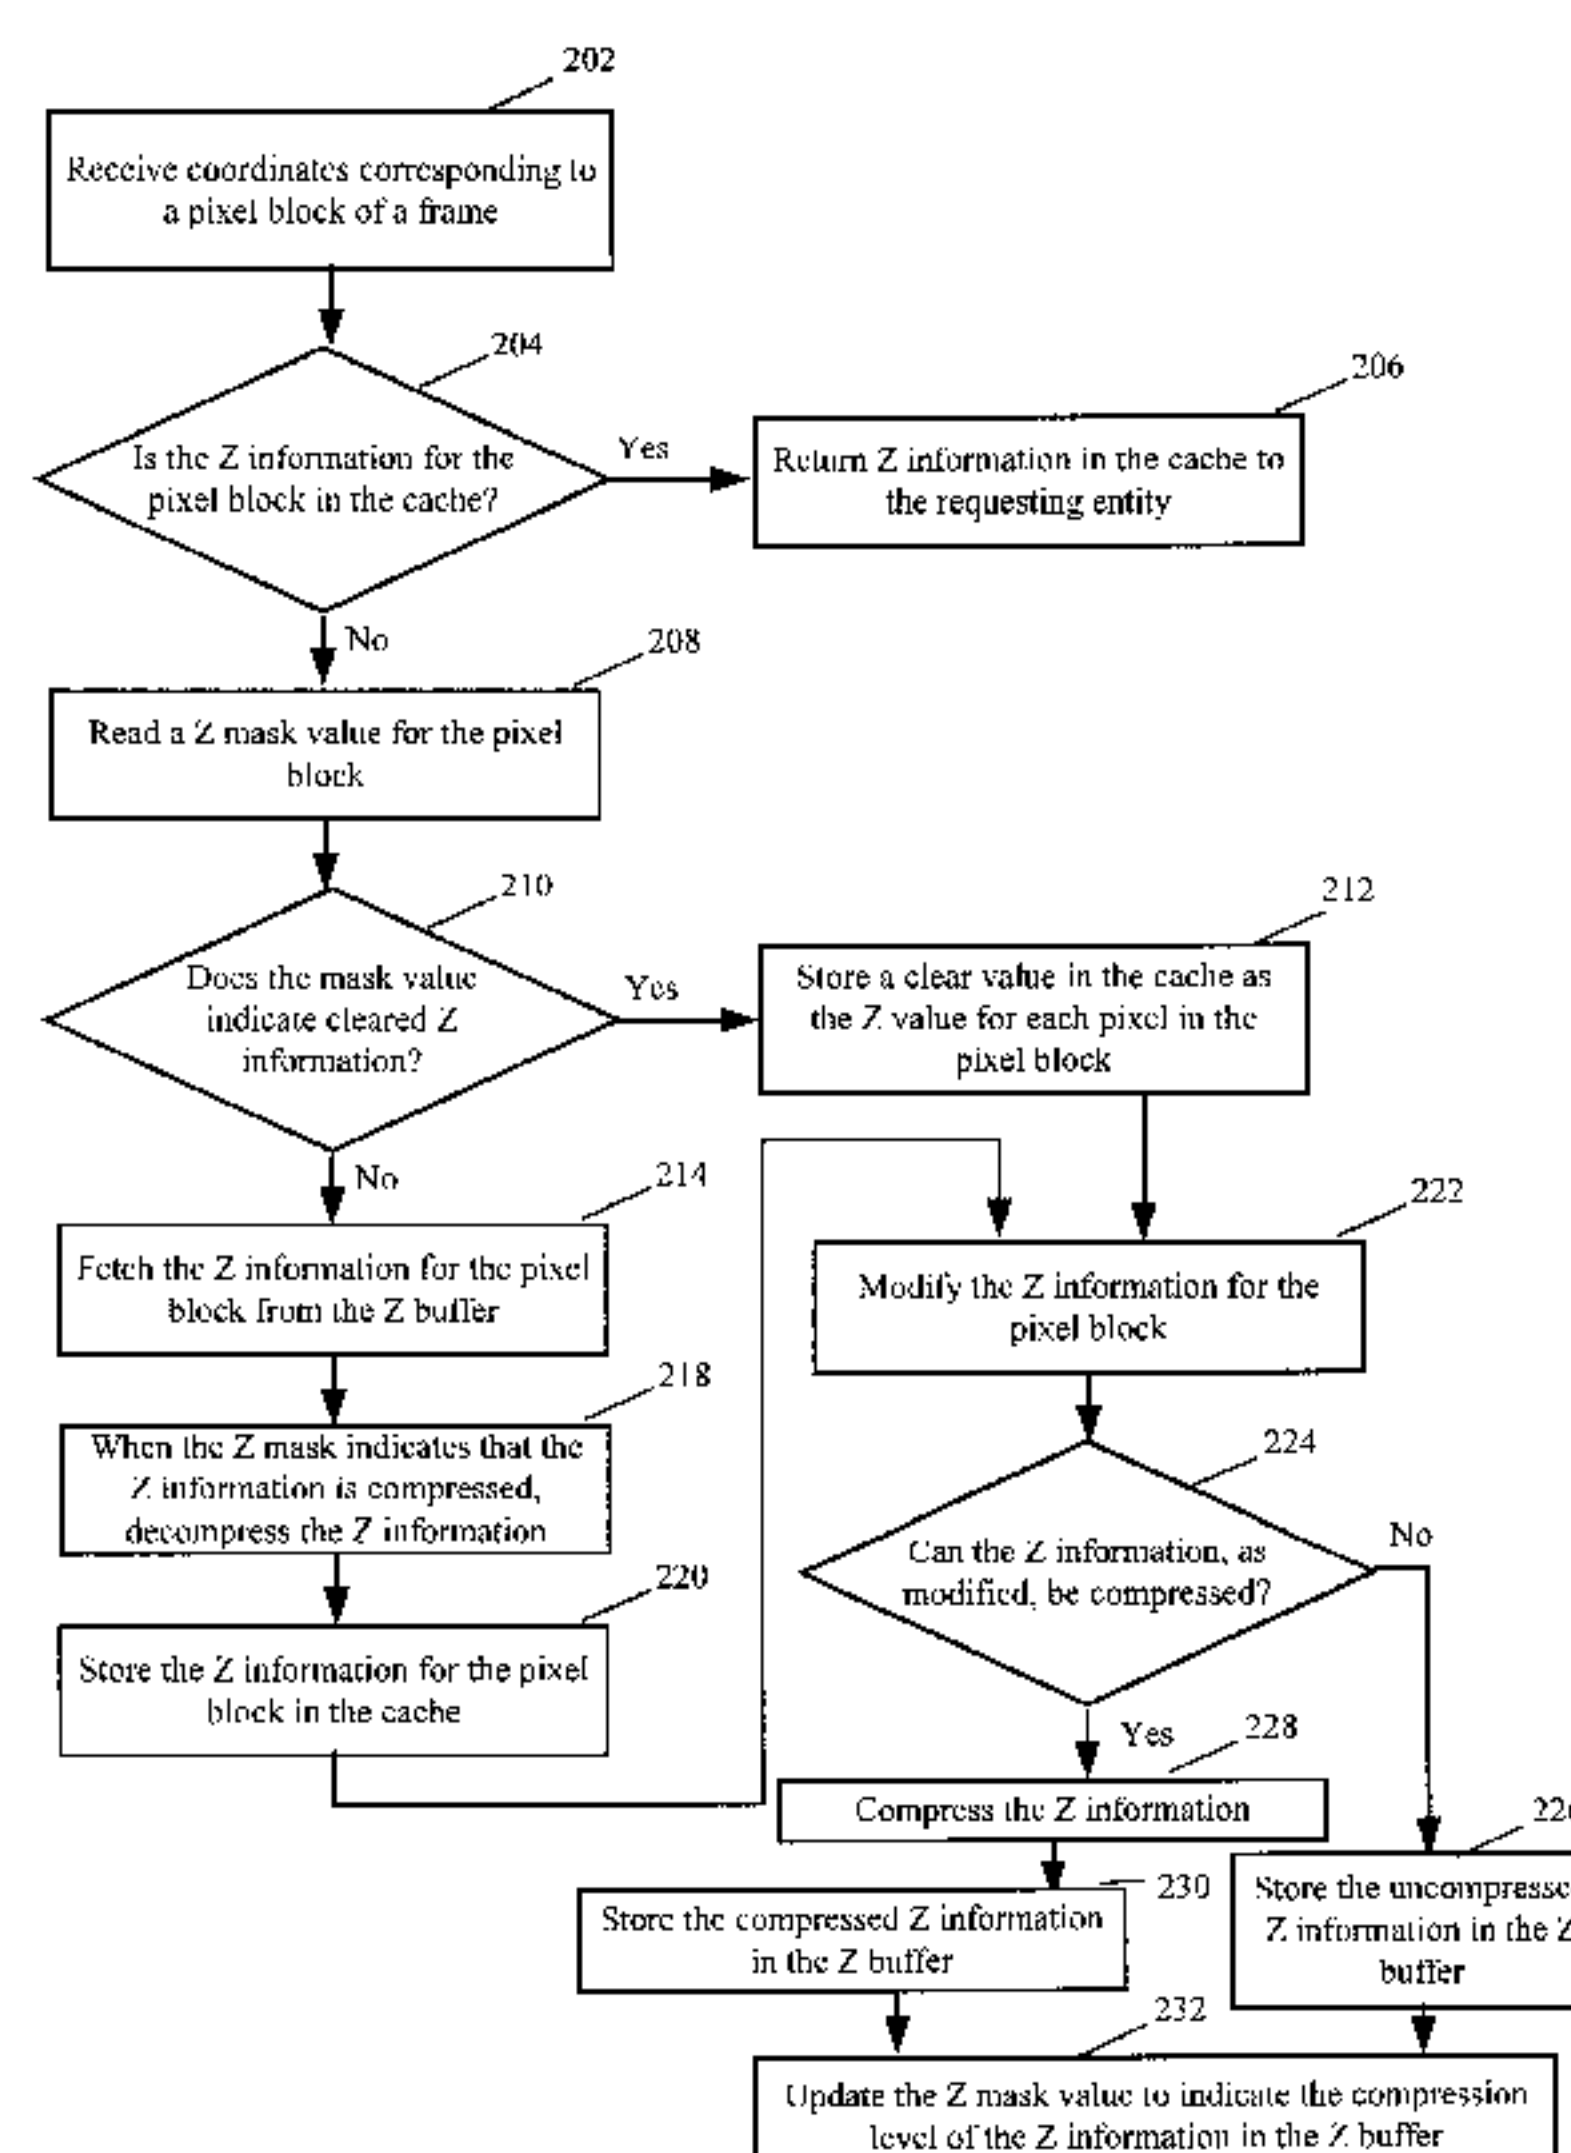 202
Receive coordinates corresponding to
a pixel block of a frame
204
Is the Z information for the
pixel block in the cache?
Yes
206
Return Z information in the cache to
the requesting entity
No
208
Read a Z mask value for the pixel
block
210
Does the mask value
indicate cleared Z
information?
Yes
212
Store a clear value in the cache as
the Z value for each pixel in the
pixel block
No
214
Fetch the Z information for the pixel
block from the Z buffer
222
Modify the Z information for the
pixel block
218
When the Z mask indicates that the
Z information is compressed,
decompress the Z information
224
Can the Z information, as
modified, be compressed?
No
220
Store the Z information for the pixel
block in the cache
Yes
228
Compress the Z information
230
Store the compressed Z information
in the Z buffer
Store the
Z information in the Z
buffer
232
Update the Z mask value to indicate the compression
level of the Z information in the Z buffer